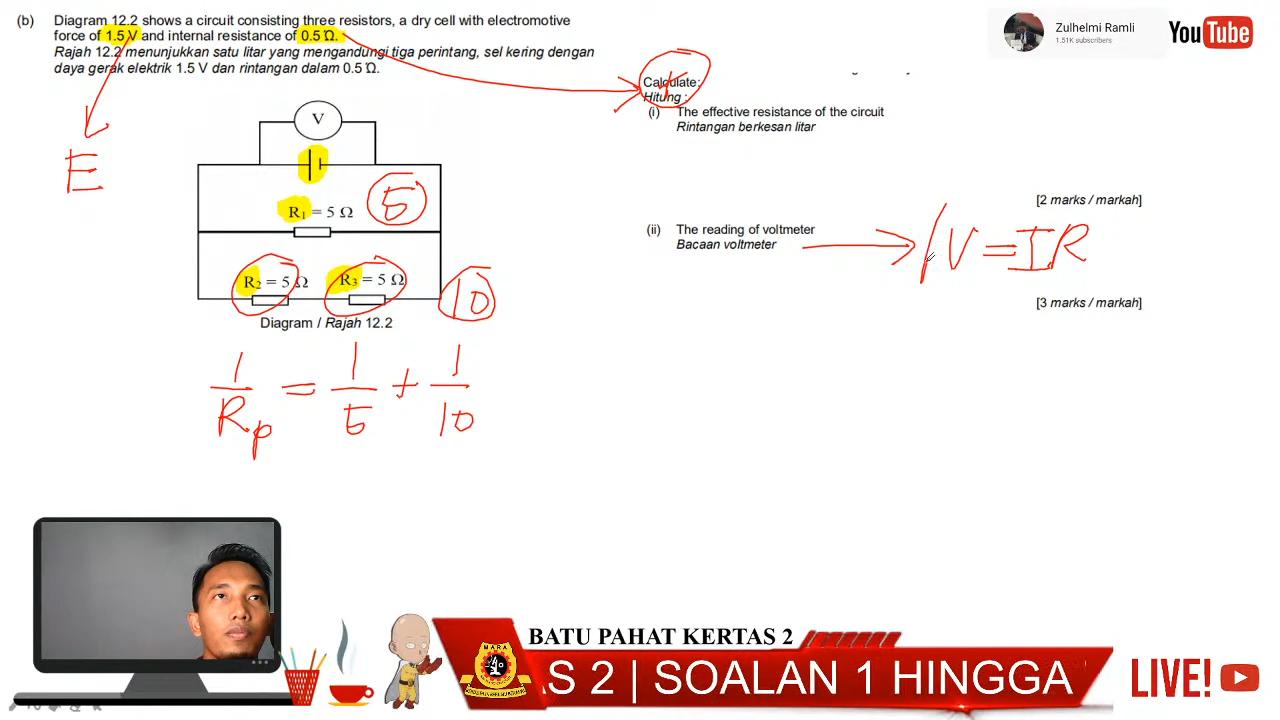 (b) Diagram 12.2 shows a circuit consisting three resistors, a dry cell with electromotive
force of 1.5 V and internal resistance of 0.5 Ω.
Rajah 12.2 menunjukkan satu litar yang mengandungi tiga perintang, sel kering dengan
daya gerak elektrik 1.5 V dan rintangan dalam 0.5 Ω.
E
V
R₁ = 5 Ω
5
R₂ = 5 Ω
R₃ = 5 Ω
10
Diagram / Rajah 12.2
1/Rp = 1/5 + 1/10
Zulhelmi Ramli
1.51K subscribers
YouTube
Calculate:
Hitung :
(i) The effective resistance of the circuit
Rintangan berkesan litar
[2 marks / markah]
(ii) The reading of voltmeter
Bacaan voltmeter
V = IR
[3 marks / markah]
BATU PAHAT KERTAS 2
MARA
AS 2 | SOALAN 1 HINGGA
LIVE!